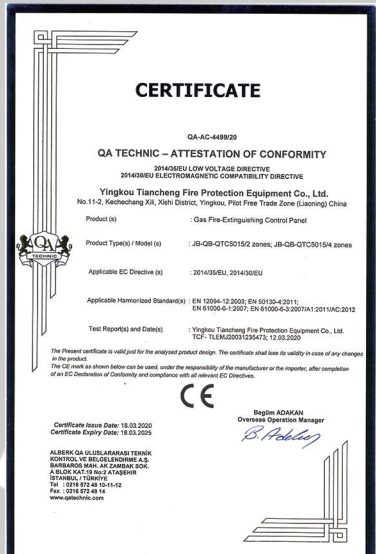 CERTIFICATE
QA-AC-4499/20
QA TECHNIC – ATTESTATION OF CONFORMITY
2014/35/EU LOW VOLTAGE DIRECTIVE
2014/30/EU ELECTROMAGNETIC COMPATIBILITY DIRECTIVE
Yingkou Tiancheng Fire Protection Equipment Co., Ltd.
No.11-2, Kechechang Xili, Xishi District, Yingkou, Pilot Free Trade Zone (Liaoning) China
Product (s) : Gas Fire-Extinguishing Control Panel
QA
TECHNIC
Product Type(s) / Model (s) : JB-QB-QTC5015/2 zones; JB-QB-QTC5015/4 zones
Applicable EC Directive (s) : 2014/35/EU, 2014/30/EU
Applicable Harmonized Standard(s) : EN 12094-12:2003; EN 50130-4:2011;
EN 61000-6-1:2007; EN 61000-6-3:2007/A1:2011/AC:2012
Test Report(s) and Date(s) : Yingkou Tiancheng Fire Protection Equipment Co., Ltd.
TCF- TLEMJ20031235473; 12.03.2020
The Present certificate is valid just for the analysed product design. The certificate shall lose its validity in case of any changes
in the product.
The CE mark as shown below can be used, under the responsibility of the manufacturer or the importer, after completion
of an EC Declaration of Conformity and compliance with all relevant EC Directives.
CE
Certificate Issue Date: 18.03.2020
Certificate Expiry Date: 18.03.2025
Begüm ADAKAN
Overseas Operation Manager
ALBERK QA ULUSLARARASI TEKNİK
KONTROL VE BELGELENDİRME A.Ş.
BARBAROS MAH. AK ZAMBAK SOK.
A BLOK KAT.19 No:2 ATAŞEHİR
İSTANBUL / TÜRKİYE
Tel : 0216 572 49 10-11-12
Fax : 0216 572 49 14
www.qatechnic.com